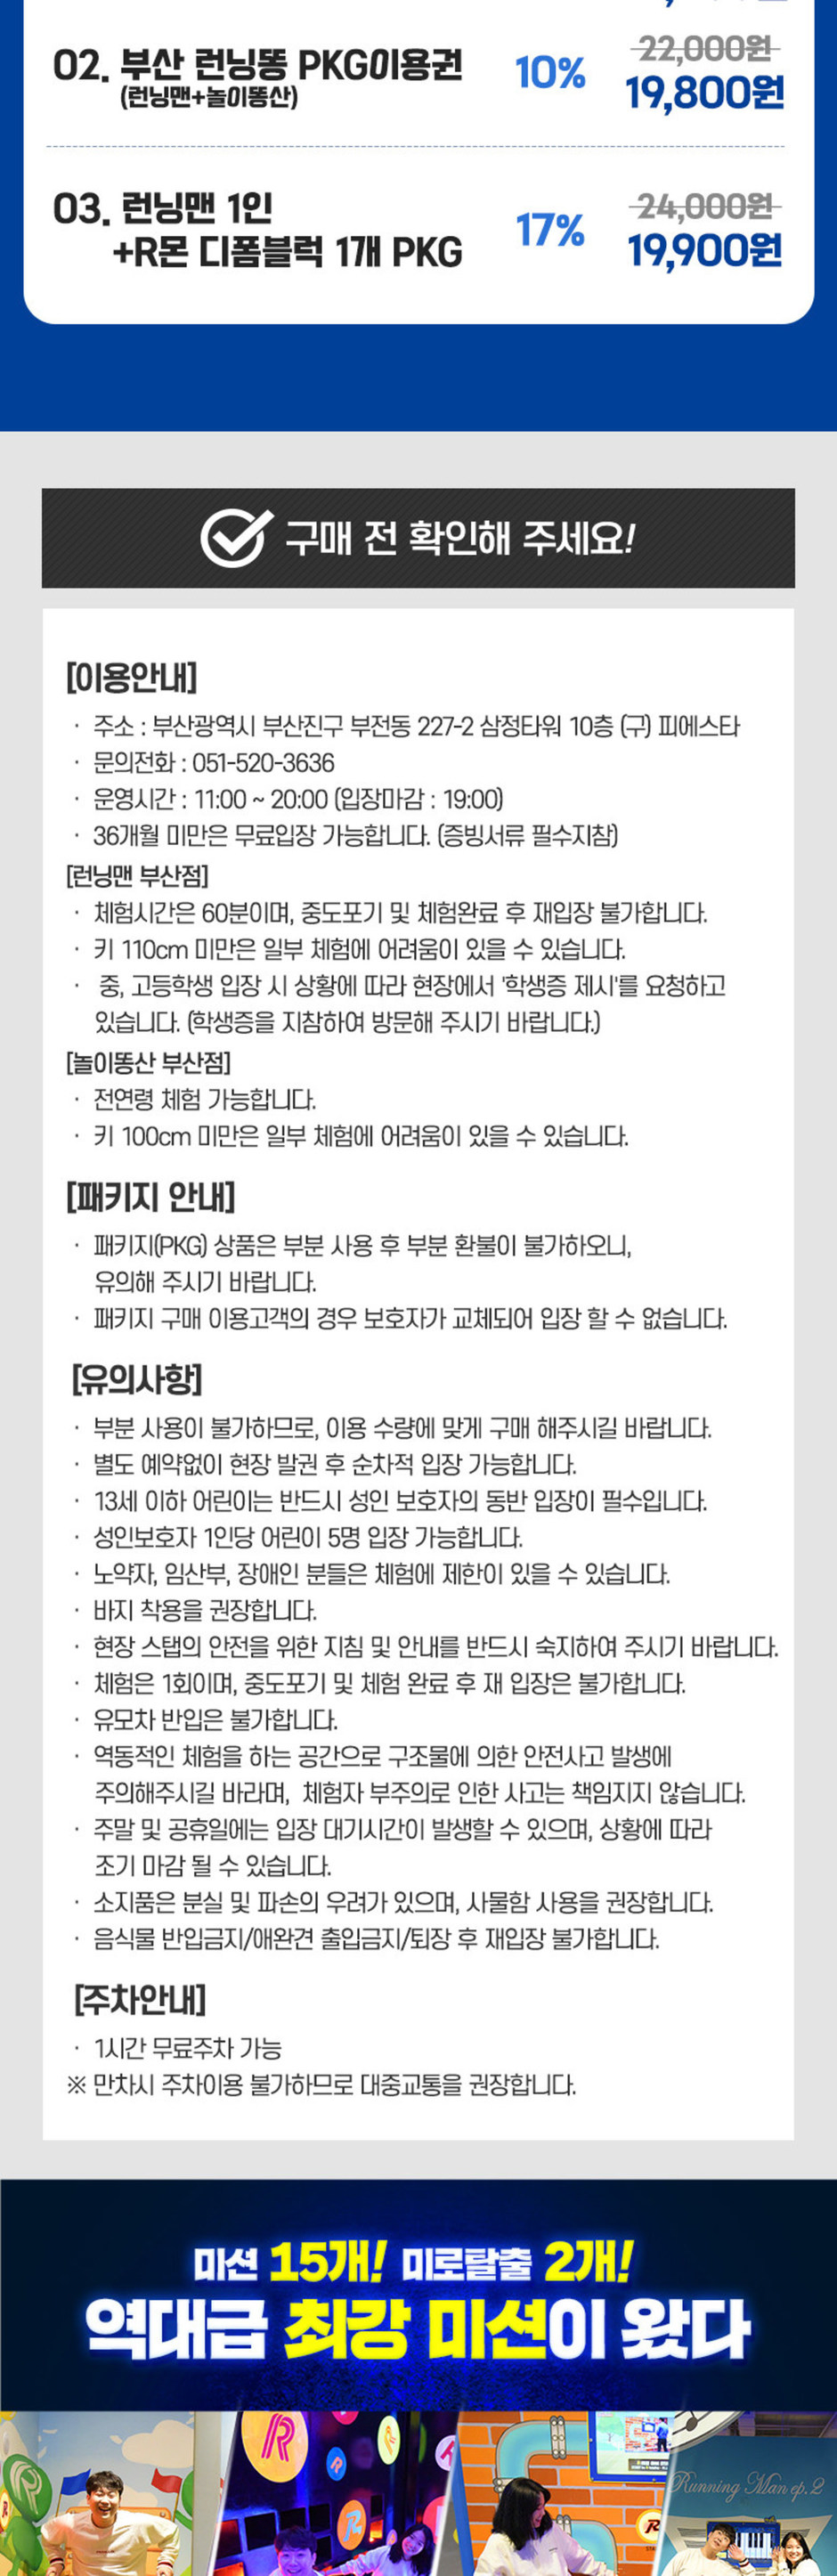 02. 부산 런닝똥 PKG이용권
(런닝맨+놀이똥산)
10%
22,000원
19,800원
03. 런닝맨 1인
+R몬 디폼블럭 1개 PKG
17%
24,000원
19,900원
구매 전 확인해 주세요!
[이용안내]
· 주소 : 부산광역시 부산진구 부전동 227-2 삼정타워 10층 (구) 피에스타
· 문의전화 : 051-520-3636
· 운영시간 : 11:00 ~ 20:00 (입장마감 : 19:00)
· 36개월 미만은 무료입장 가능합니다. (증빙서류 필수지참)
[런닝맨 부산점]
· 체험시간은 60분이며, 중도포기 및 체험완료 후 재입장 불가합니다.
· 키 110cm 미만은 일부 체험에 어려움이 있을 수 있습니다.
· 중, 고등학생 입장 시 상황에 따라 현장에서 '학생증 제시'를 요청하고
있습니다. (학생증을 지참하여 방문해 주시기 바랍니다.)
[놀이똥산 부산점]
· 전연령 체험 가능합니다.
· 키 100cm 미만은 일부 체험에 어려움이 있을 수 있습니다.
[패키지 안내]
· 패키지(PKG) 상품은 부분 사용 후 부분 환불이 불가하오니,
유의해 주시기 바랍니다.
· 패키지 구매 이용고객의 경우 보호자가 교체되어 입장 할 수 없습니다.
[유의사항]
· 부분 사용이 불가하므로, 이용 수량에 맞게 구매 해주시길 바랍니다.
· 별도 예약없이 현장 발권 후 순차적 입장 가능합니다.
· 13세 이하 어린이는 반드시 성인 보호자의 동반 입장이 필수입니다.
· 성인보호자 1인당 어린이 5명 입장 가능합니다.
· 노약자, 임산부, 장애인 분들은 체험에 제한이 있을 수 있습니다.
· 바지 착용을 권장합니다.
· 현장 스탭의 안전을 위한 지침 및 안내를 반드시 숙지하여 주시기 바랍니다.
· 체험은 1회이며, 중도포기 및 체험 완료 후 재 입장은 불가합니다.
· 유모차 반입은 불가합니다.
· 역동적인 체험을 하는 공간으로 구조물에 의한 안전사고 발생에
주의해주시길 바라며, 체험자 부주의로 인한 사고는 책임지지 않습니다.
· 주말 및 공휴일에는 입장 대기시간이 발생할 수 있으며, 상황에 따라
조기 마감 될 수 있습니다.
· 소지품은 분실 및 파손의 우려가 있으며, 사물함 사용을 권장합니다.
· 음식물 반입금지/애완견 출입금지/퇴장 후 재입장 불가합니다.
[주차안내]
· 1시간 무료주차 가능
※ 만차시 주차이용 불가하므로 대중교통을 권장합니다.
미션 15개! 미로탈출 2개!
역대급 최강 미션이 왔다
R
R
R
R
R
Running Man ep.2